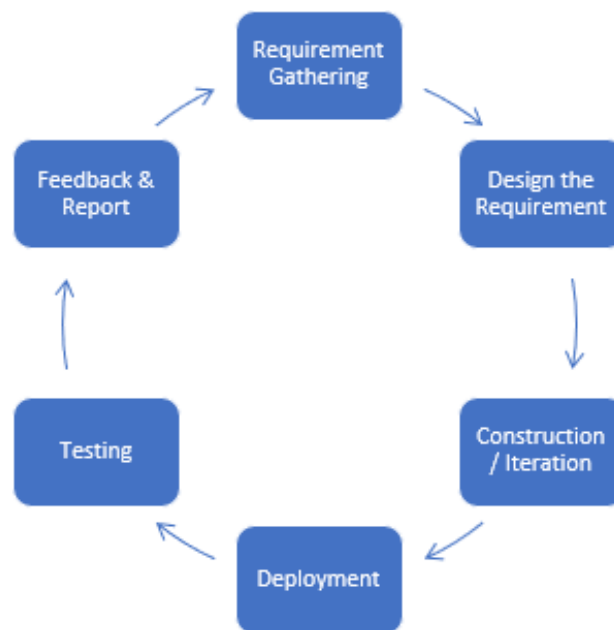 Requirement
Gathering
Design the
Requirement
Construction
/ Iteration
Deployment
Testing
Feedback &
Report